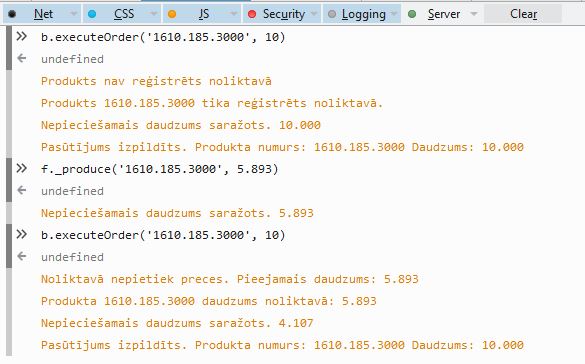 Net CSS JS Security Logging Server Clear
b.executeOrder('1610.185.3000', 10)
undefined
Produkts nav reģistrēts noliktavā
Produkts 1610.185.3000 tika reģistrēts noliktavā.
Nepieciešamais daudzums saražots. 10.000
Pasūtījums izpildīts. Produkta numurs: 1610.185.3000 Daudzums: 10.000
f._produce('1610.185.3000', 5.893)
undefined
Nepieciešamais daudzums saražots. 5.893
b.executeOrder('1610.185.3000', 10)
undefined
Noliktavā nepietiek preces. Pieejamais daudzums: 5.893
Produkta 1610.185.3000 daudzums noliktavā: 5.893
Nepieciešamais daudzums saražots. 4.107
Pasūtījums izpildīts. Produkta numurs: 1610.185.3000 Daudzums: 10.000